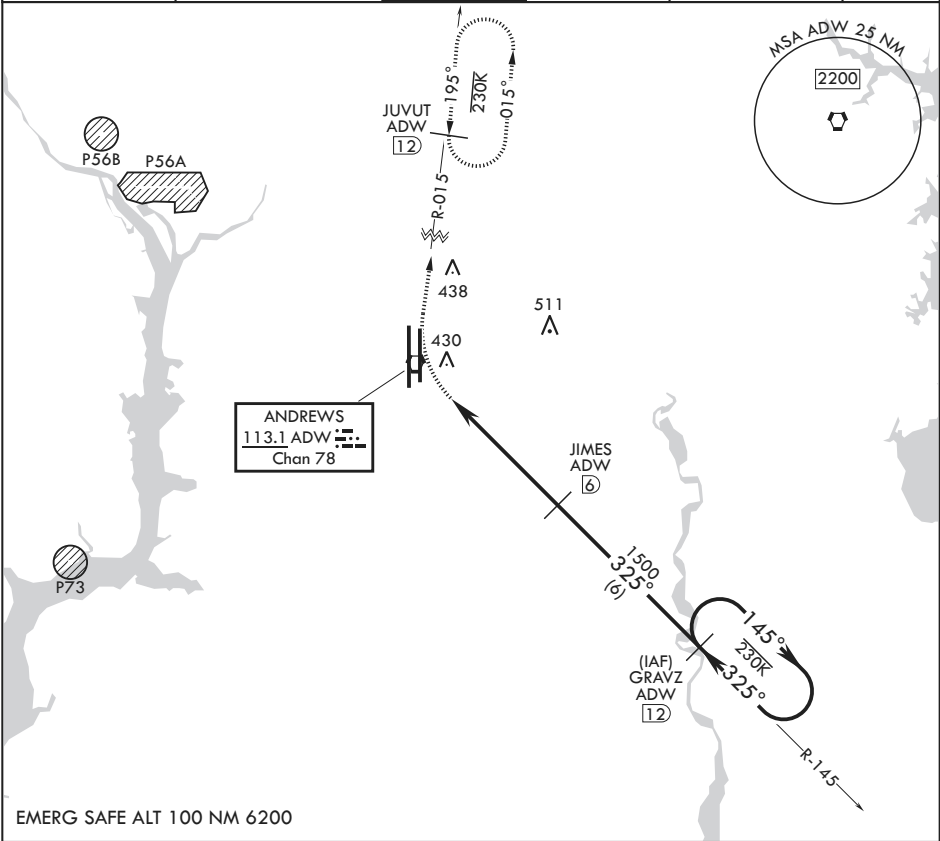 MSA ADW 25 NM
2200
195°
230K
015°
JUVUT
ADW
12
P56B
P56A
R-015
438
511
430
ANDREWS
113.1 ADW
Chan 78
JIMES
ADW
6
1500
325°
(6)
P73
145°
230K
325°
(IAF)
GRAVZ
ADW
12
R-145
EMERG SAFE ALT 100 NM 6200